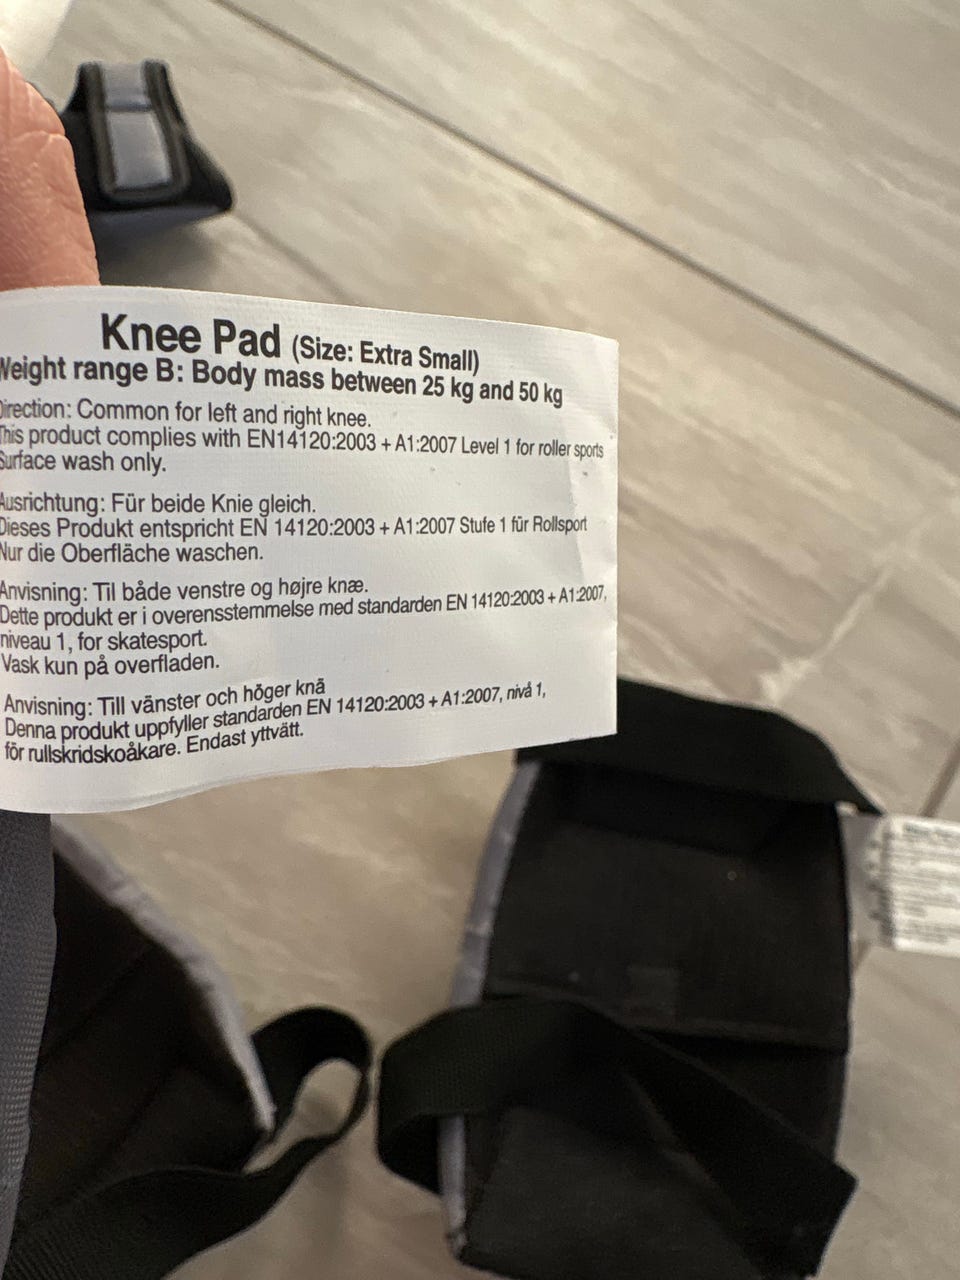 Knee Pad (Size: Extra Small)
Weight range B: Body mass between 25 kg and 50 kg
Direction: Common for left and right knee.
This product complies with EN14120:2003 + A1:2007 Level 1 for roller sports
Surface wash only.
Ausrichtung: Für beide Knie gleich.
Dieses Produkt entspricht EN 14120:2003 + A1:2007 Stufe 1 für Rollsport
Nur die Oberfläche waschen.
Anvisning: Til både venstre og højre knæ.
Dette produkt er i overensstemmelse med standarden EN 14120:2003 + A1:2007,
niveau 1, for skatesport.
Vask kun på overfladen.
Anvisning: Till vänster och höger knã
Denna produkt uppfyller standarden EN 14120:2003 + A1:2007, nivå 1,
för rullskridskoåkare. Endast yttvätt.